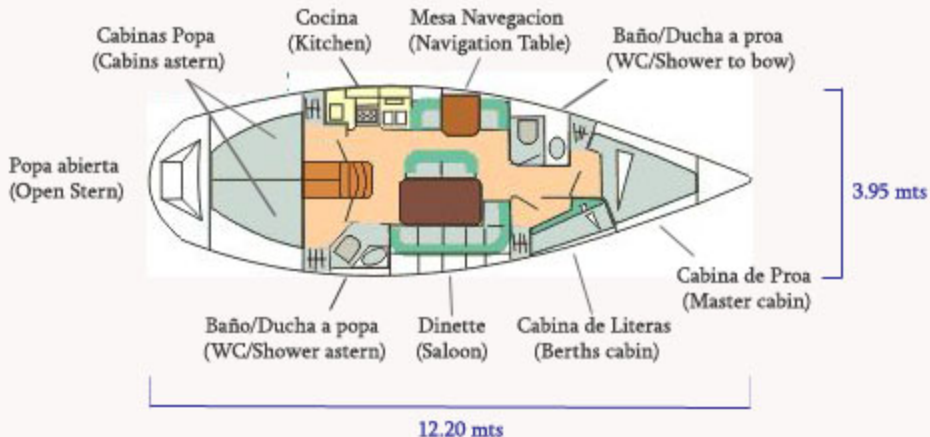 Cabinas Popa
(Cabins astern)
Cocina
(Kitchen)
Mesa Navegacion
(Navigation Table)
Baño/Ducha a proa
(WC/Shower to bow)
Popa abierta
(Open Stern)
3.95 mts
Cabina de Proa
(Master cabin)
Baño/Ducha a popa
(WC/Shower astern)
Dinette
(Saloon)
Cabina de Literas
(Berths cabin)
12.20 mts